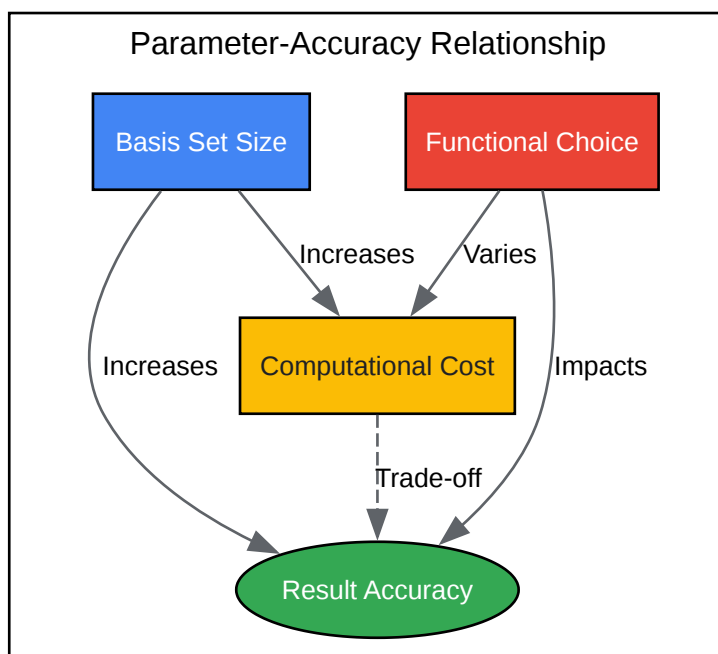 Parameter-Accuracy Relationship
Basis Set Size
Functional Choice
Increases
Varies
Computational Cost
Increases
Impacts
Trade-off
Result Accuracy